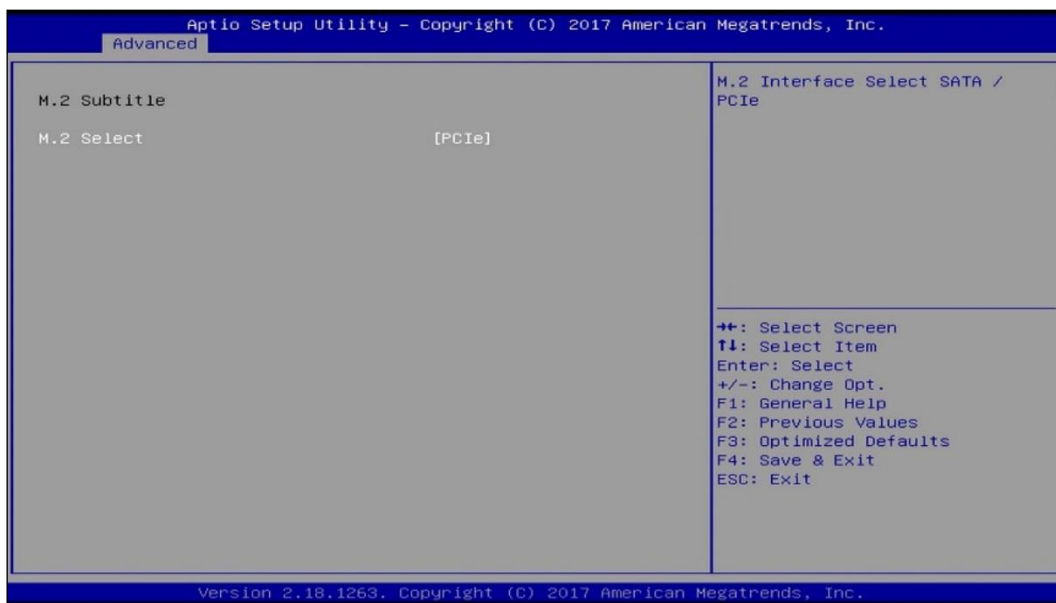 Aptio Setup Utility – Copyright (C) 2017 American Megatrends, Inc.
Advanced
M.2 Subtitle
M.2 Select [PCIe]
M.2 Interface Select SATA /
PCIe
→←: Select Screen
↑↓: Select Item
Enter: Select
+/-: Change Opt.
F1: General Help
F2: Previous Values
F3: Optimized Defaults
F4: Save & Exit
ESC: Exit
Version 2.18.1263. Copyright (C) 2017 American Megatrends, Inc.